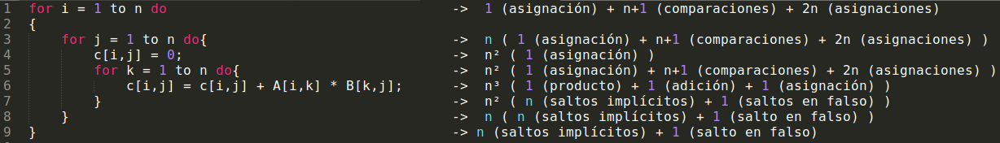 1 for i = 1 to n do -> 1 (asignación) + n+1 (comparaciones) + 2n (asignaciones)
2 {
3 for j = 1 to n do{ -> n ( 1 (asignación) + n+1 (comparaciones) + 2n (asignaciones) )
4 c[i,j] = 0; -> n² ( 1 (asignación) )
5 for k = 1 to n do{ -> n² ( 1 (asignación) + n+1 (comparaciones) + 2n (asignaciones) )
6 c[i,j] = c[i,j] + A[i,k] * B[k,j]; -> n³ ( 1 (producto) + 1 (adición) + 1 (asignación) )
7 } -> n² ( n (saltos implícitos) + 1 (saltos en falso) )
8 } -> n ( n (saltos implícitos) + 1 (salto en falso) )
9 } -> n (saltos implícitos) + 1 (salto en falso)